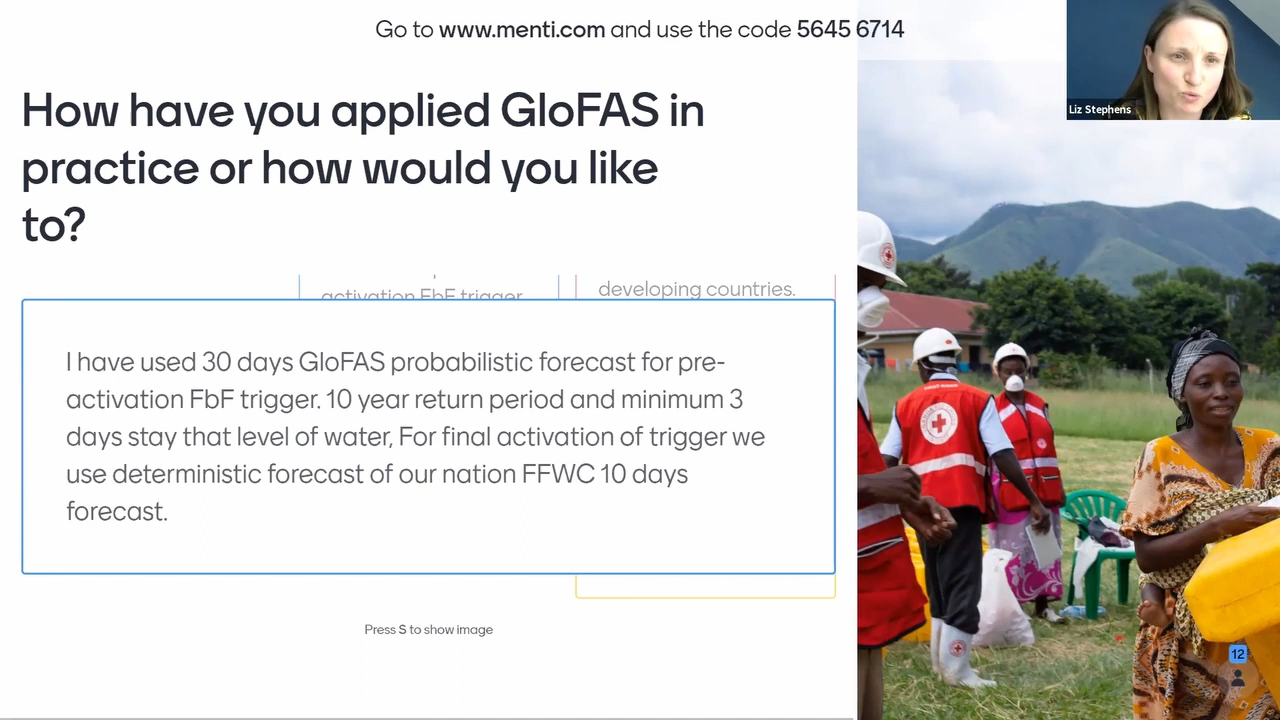 Go to www.menti.com and use the code 5645 6714
Liz Stephens
How have you applied GloFAS in
practice or how would you like
to?
activation FbF trigger
developing countries.
I have used 30 days GloFAS probabilistic forecast for pre-
activation FbF trigger. 10 year return period and minimum 3
days stay that level of water, For final activation of trigger we
use deterministic forecast of our nation FFWC 10 days
forecast.
Press S to show image
12